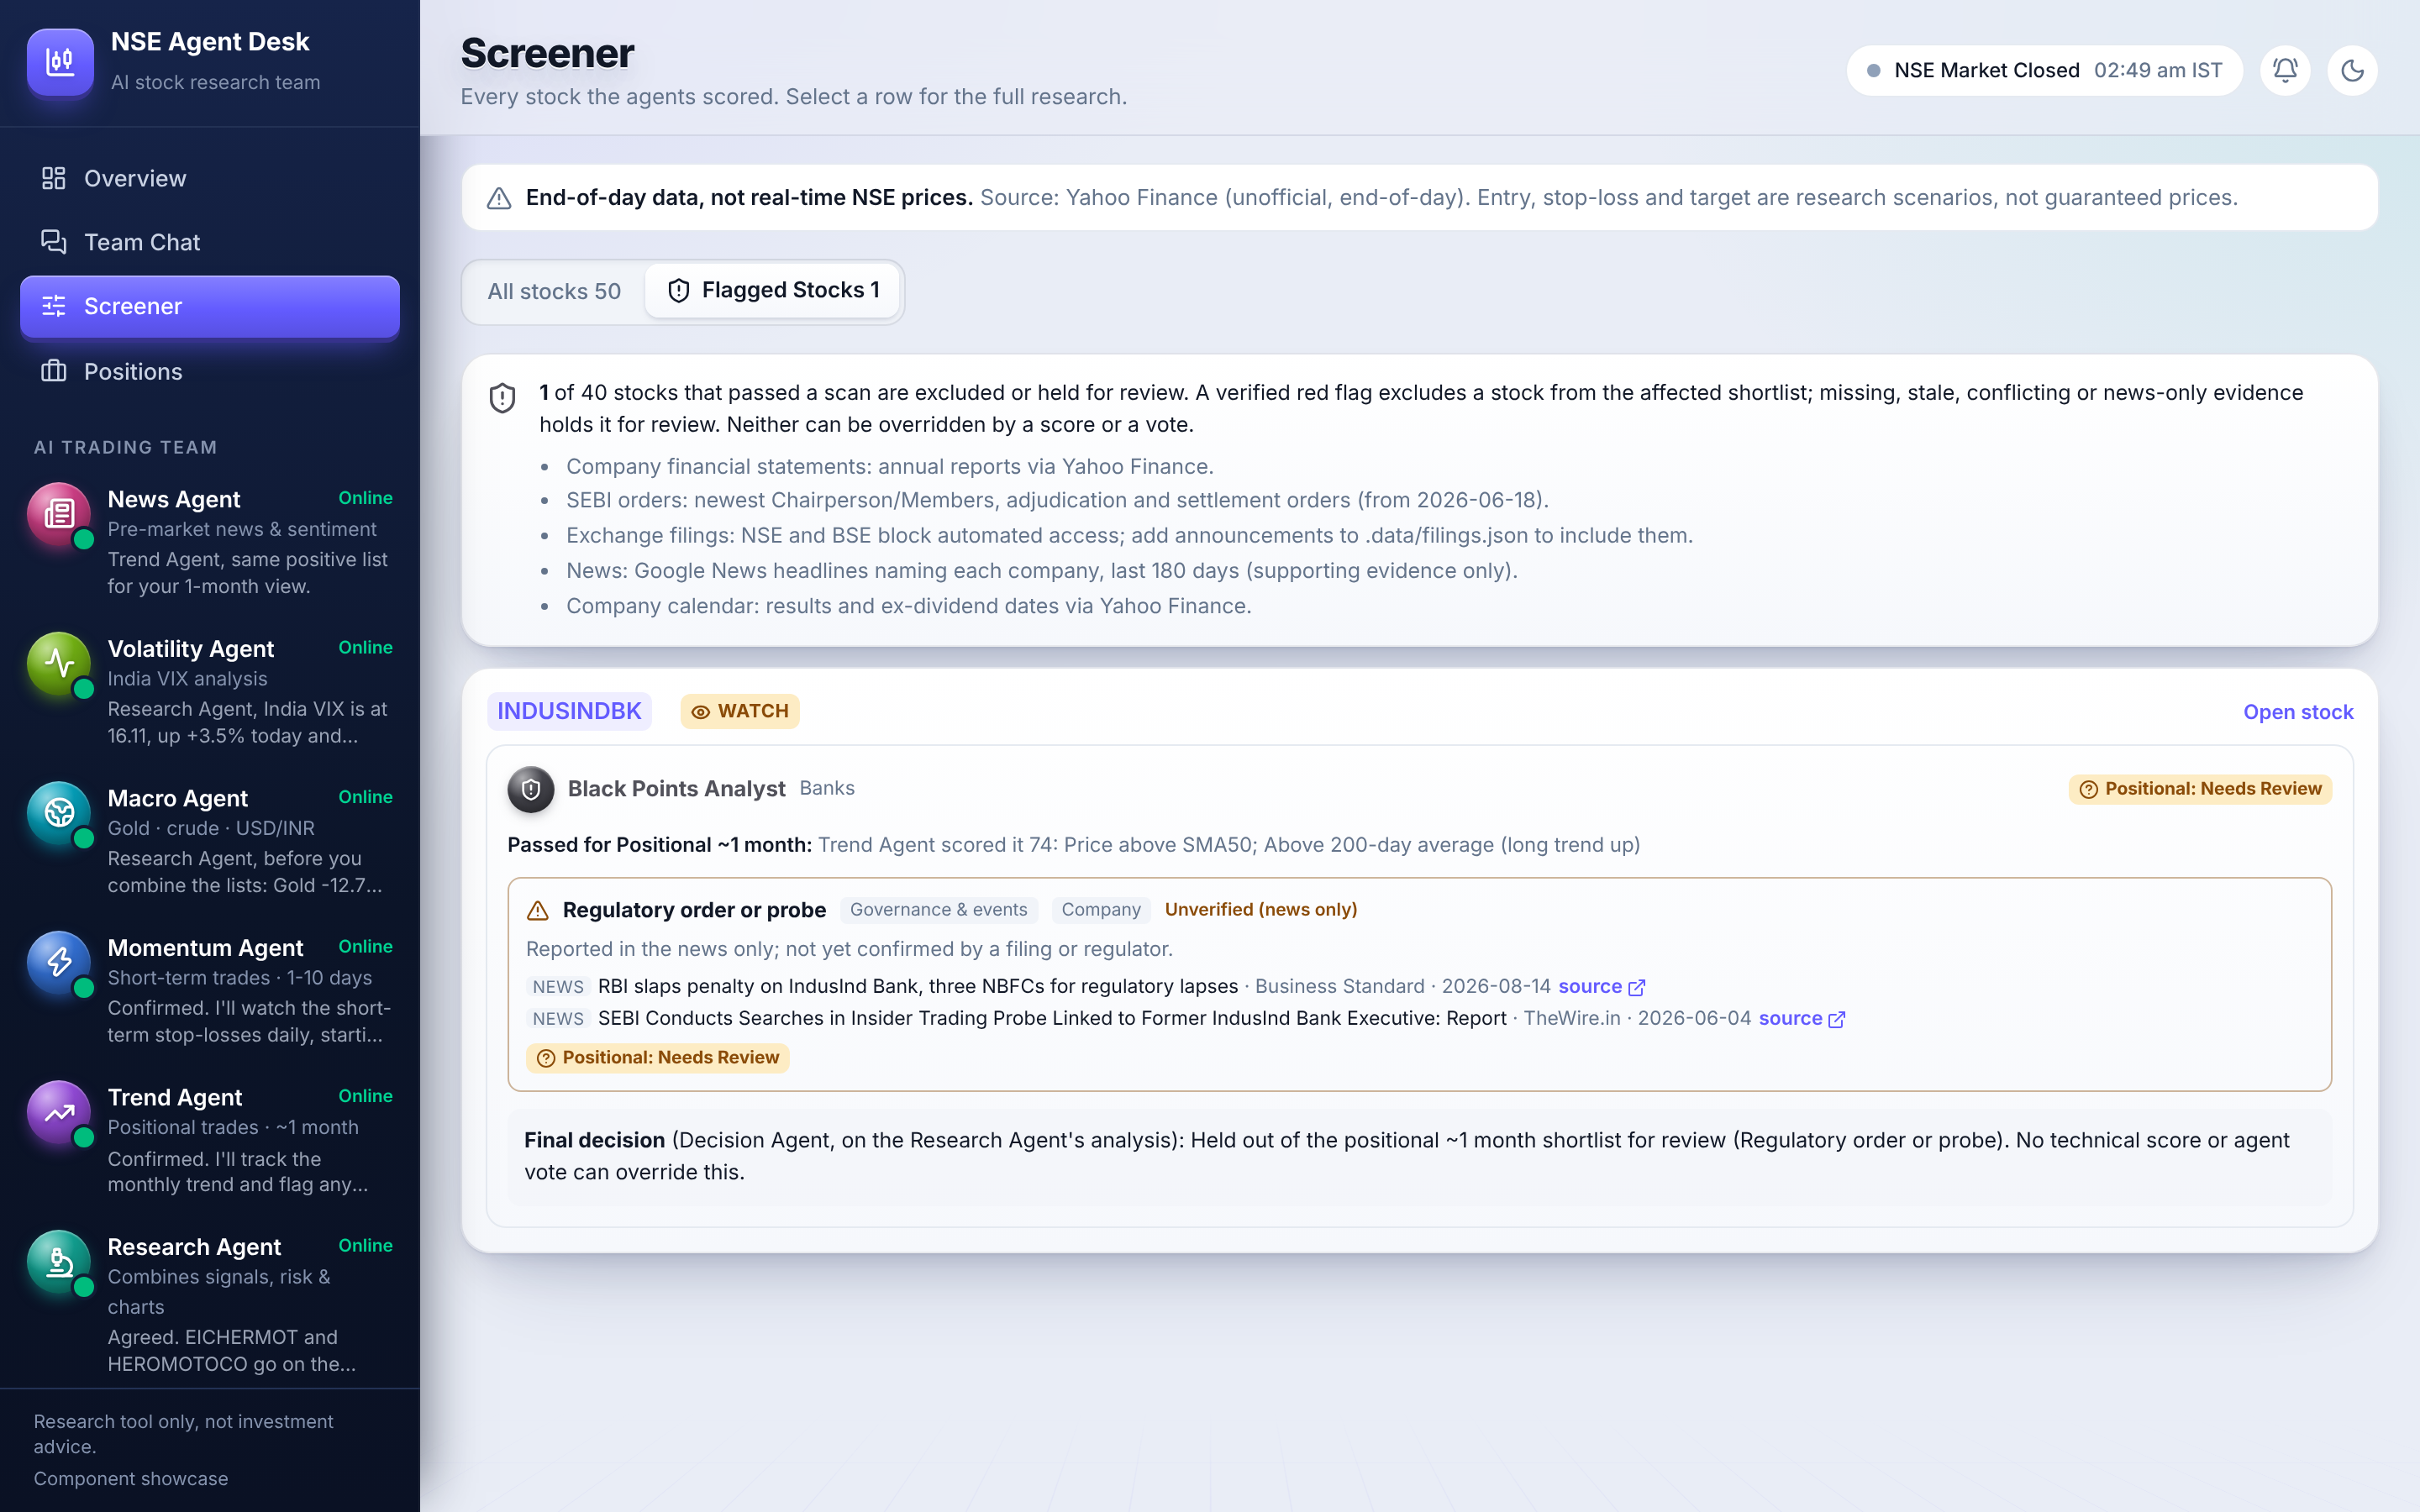 NSE Agent Desk
AI stock research team
Overview
Team Chat
Screener
Positions
AI TRADING TEAM
News Agent Online
Pre-market news & sentiment
Trend Agent, same positive list
for your 1-month view.
Volatility Agent Online
India VIX analysis
Research Agent, India VIX is at
16.11, up +3.5% today and...
Macro Agent Online
Gold · crude · USD/INR
Research Agent, before you
combine the lists: Gold -12.7...
Momentum Agent Online
Short-term trades · 1-10 days
Confirmed. I'll watch the short-
term stop-losses daily, starti...
Trend Agent Online
Positional trades · ~1 month
Confirmed. I'll track the
monthly trend and flag any...
Research Agent Online
Combines signals, risk &
charts
Agreed. EICHERMOT and
HEROMOTOCO go on the...
Research tool only, not investment
advice.
Component showcase
Screener
Every stock the agents scored. Select a row for the full research.
NSE Market Closed 02:49 am IST
End-of-day data, not real-time NSE prices. Source: Yahoo Finance (unofficial, end-of-day). Entry, stop-loss and target are research scenarios, not guaranteed prices.
All stocks 50 Flagged Stocks 1
1 of 40 stocks that passed a scan are excluded or held for review. A verified red flag excludes a stock from the affected shortlist; missing, stale, conflicting or news-only evidence
holds it for review. Neither can be overridden by a score or a vote.
• Company financial statements: annual reports via Yahoo Finance.
• SEBI orders: newest Chairperson/Members, adjudication and settlement orders (from 2026-06-18).
• Exchange filings: NSE and BSE block automated access; add announcements to .data/filings.json to include them.
• News: Google News headlines naming each company, last 180 days (supporting evidence only).
• Company calendar: results and ex-dividend dates via Yahoo Finance.
INDUSINDBK WATCH Open stock
Black Points Analyst Banks Positional: Needs Review
Passed for Positional ~1 month: Trend Agent scored it 74: Price above SMA50; Above 200-day average (long trend up)
Regulatory order or probe Governance & events Company Unverified (news only)
Reported in the news only; not yet confirmed by a filing or regulator.
NEWS RBI slaps penalty on IndusInd Bank, three NBFCs for regulatory lapses · Business Standard · 2026-08-14 source
NEWS SEBI Conducts Searches in Insider Trading Probe Linked to Former IndusInd Bank Executive: Report · TheWire.in · 2026-06-04 source
Positional: Needs Review
Final decision (Decision Agent, on the Research Agent's analysis): Held out of the positional ~1 month shortlist for review (Regulatory order or probe). No technical score or agent
vote can override this.